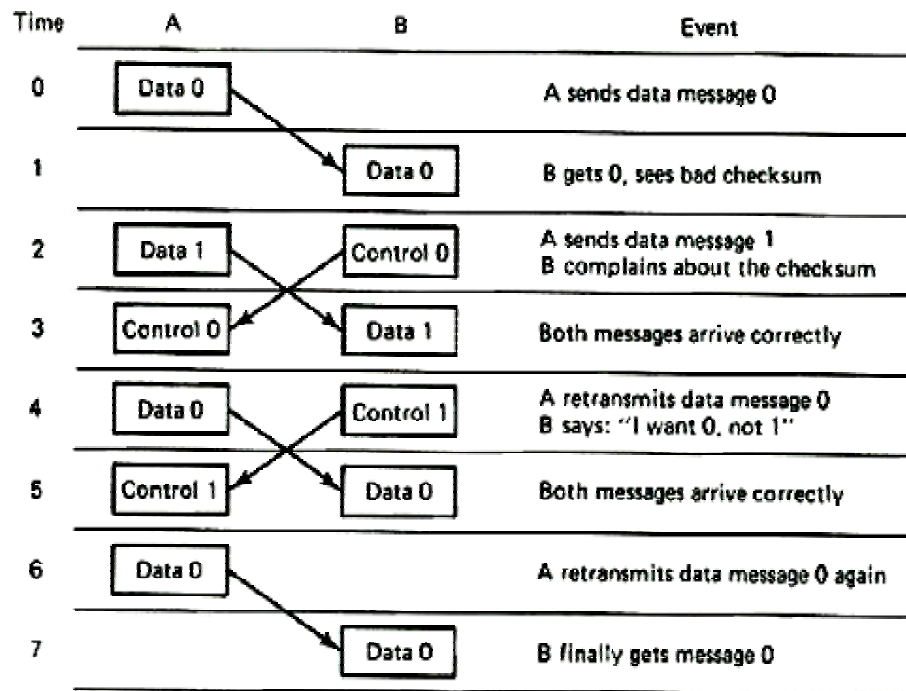 Time A B Event
0 Data 0 A sends data message 0
1 Data 0 B gets 0, sees bad checksum
2 Data 1 Control 0 A sends data message 1
B complains about the checksum
3 Control 0 Data 1 Both messages arrive correctly
4 Data 0 Control 1 A retransmits data message 0
B says: "I want 0, not 1"
5 Control 1 Data 0 Both messages arrive correctly
6 Data 0 A retransmits data message 0 again
7 Data 0 B finally gets message 0